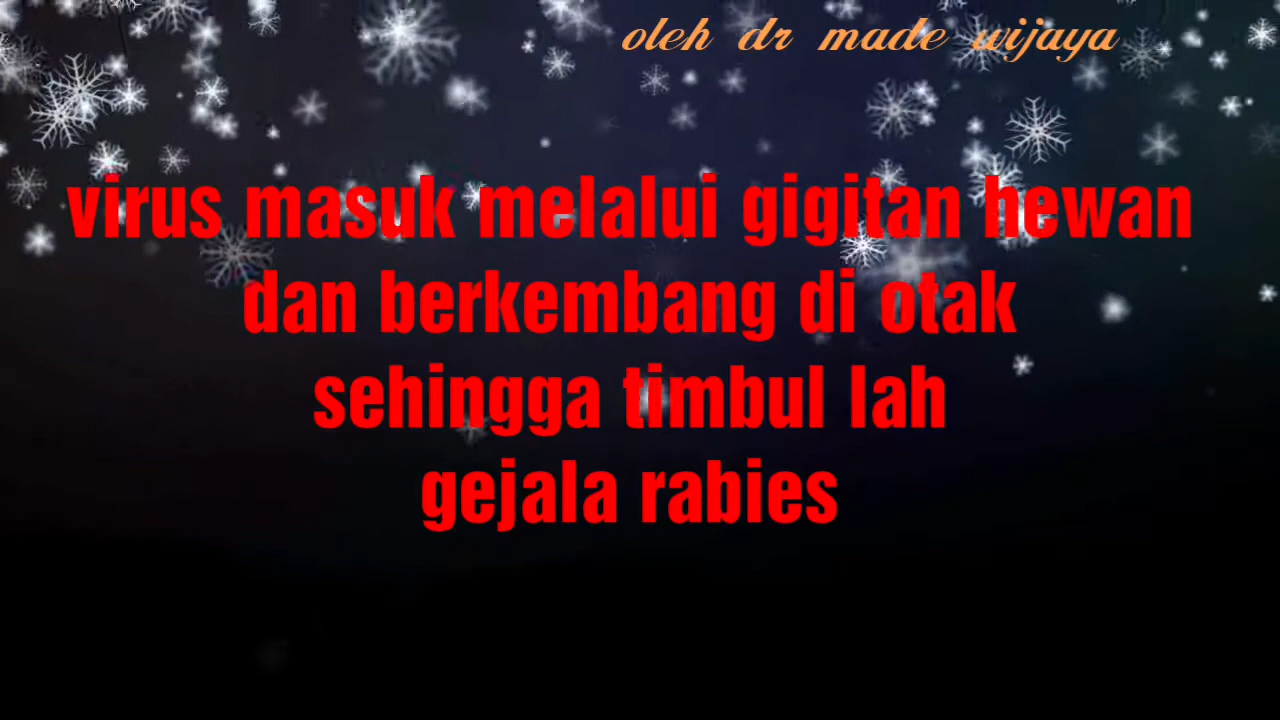 oleh dr made wijaya
virus masuk melalui gigitan hewan
dan berkembang di otak
sehingga timbul lah
gejala rabies